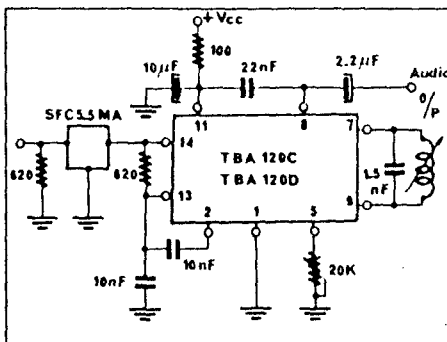 + Vcc
100
10µF
22nF
2.2µF
Audio
O/P
SFC5.5MA
11
8
7
14
TBA 120C
TBA 120D
620
620
13
1.5
nF
9
2
1
5
10nF
10nF
20K